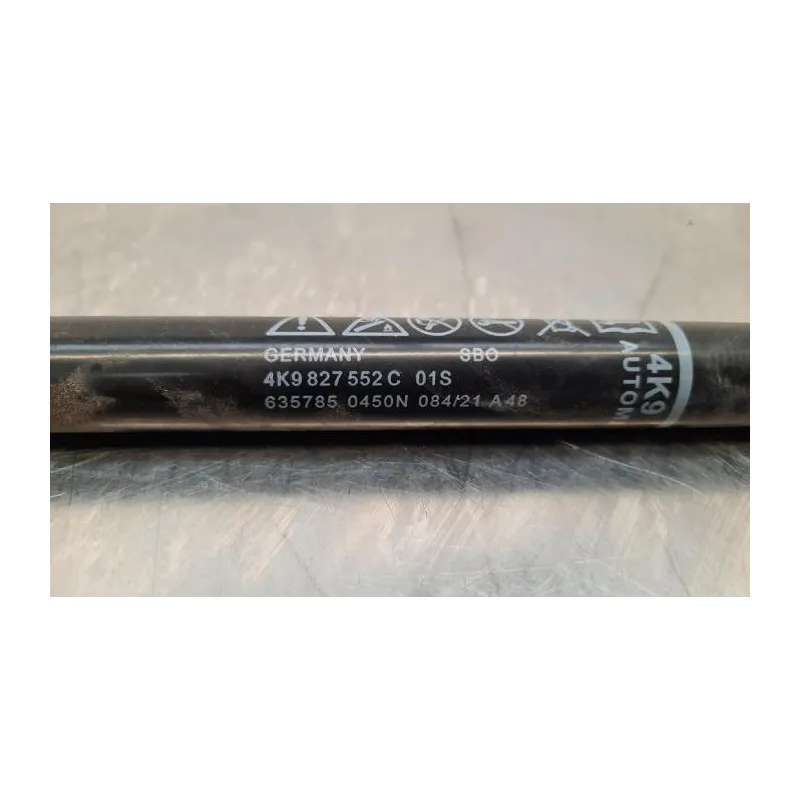 GERMANY SBO
4K9 827 552 C 01S
635785 0450N 084/21 A48
4K9
AUTOM